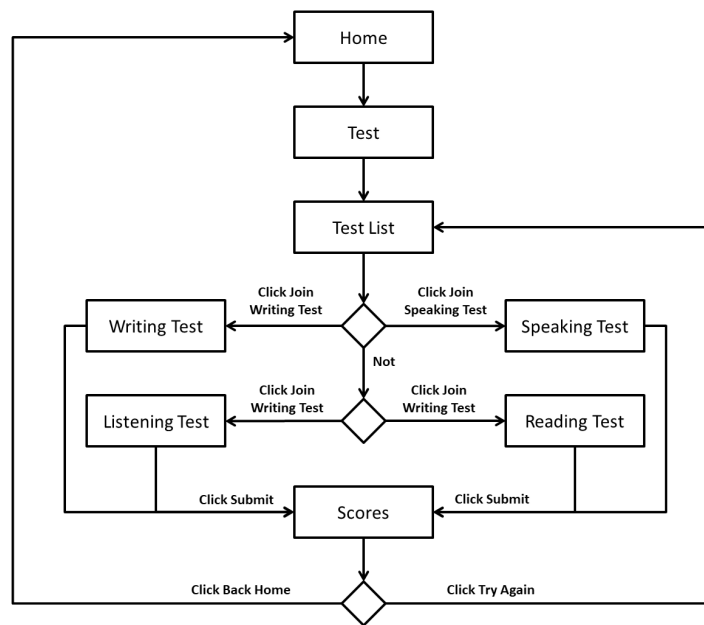 Home
Test
Test List
Click Join
Writing Test
Click Join
Speaking Test
Writing Test
Speaking Test
Not
Click Join
Writing Test
Click Join
Writing Test
Listening Test
Reading Test
Click Submit
Scores
Click Submit
Click Back Home
Click Try Again